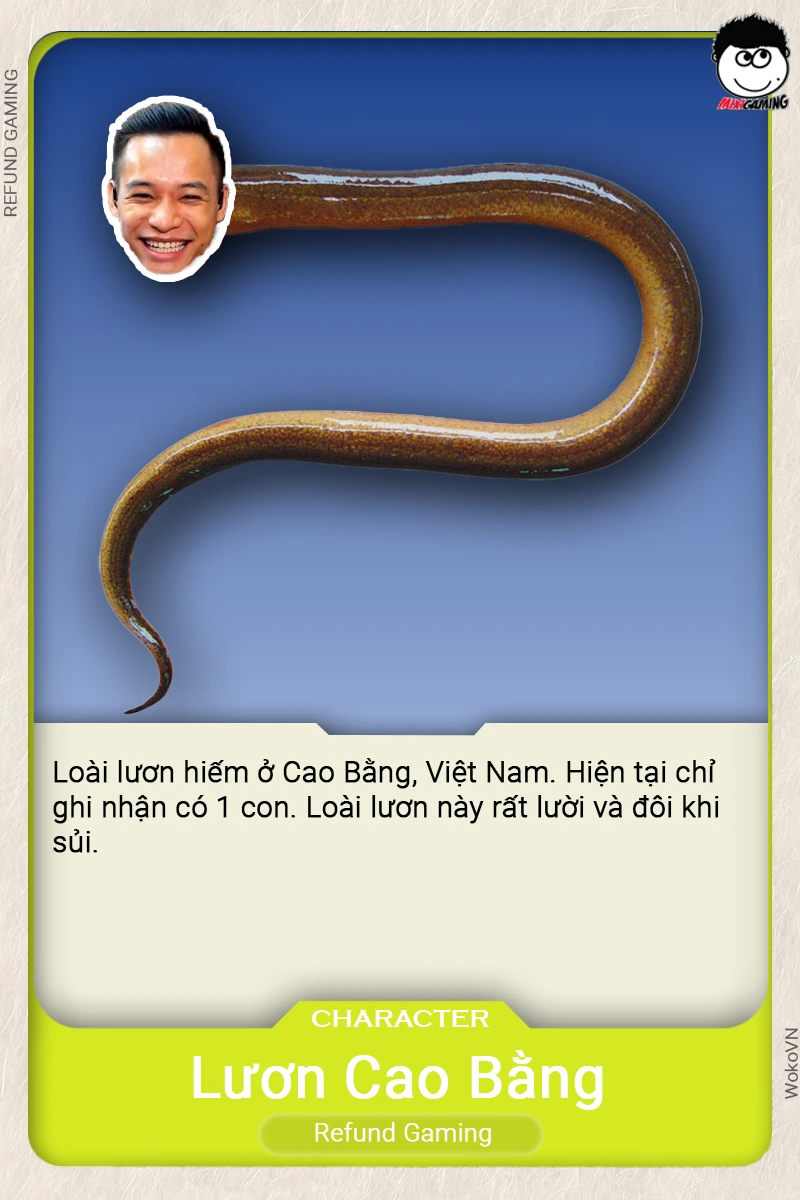 REFUND GAMING
MIXIGAMING
Loài lươn hiếm ở Cao Bằng, Việt Nam. Hiện tại chỉ
ghi nhận có 1 con. Loài lươn này rất lười và đôi khi
sủi.
CHARACTER
Lươn Cao Bằng
Refund Gaming
WokoVN